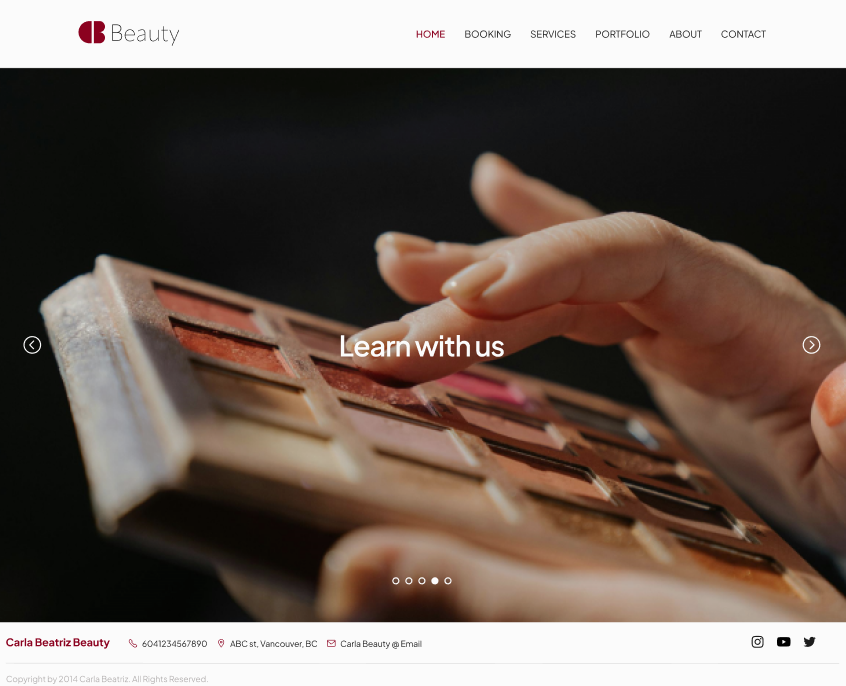 CB Beauty
HOME BOOKING SERVICES PORTFOLIO ABOUT CONTACT
Learn with us
Carla Beatriz Beauty 6041234567890 ABC st, Vancouver, BC Carla Beauty @ Email
Copyright by 2014 Carla Beatriz. All Rights Reserved.